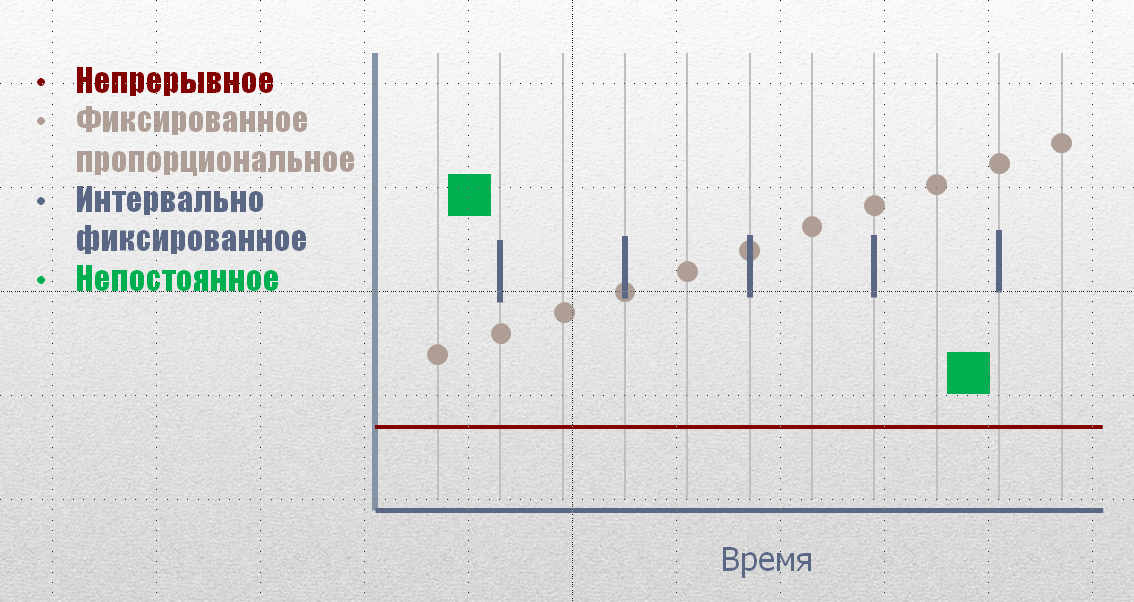 Непрерывное
Фиксированное
пропорциональное
Интервально
фиксированное
Непостоянное
Время